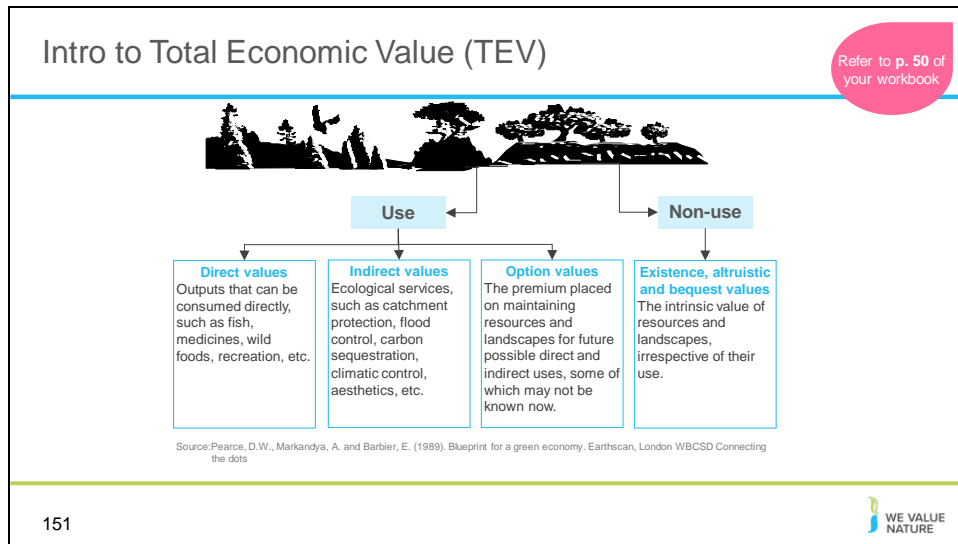 Intro to Total Economic Value (TEV)
Refer to p. 50 of
your workbook
Use
Non-use
Direct values
Outputs that can be
consumed directly,
such as fish,
medicines, wild
foods, recreation, etc.
Indirect values
Ecological services,
such as catchment
protection, flood
control, carbon
sequestration,
climatic control,
aesthetics, etc.
Option values
The premium placed
on maintaining
resources and
landscapes for future
possible direct and
indirect uses, some of
which may not be
known now.
Existence, altruistic
and bequest values
The intrinsic value of
resources and
landscapes,
irrespective of their
use.
Source:Pearce, D.W., Markandya, A. and Barbier, E. (1989). Blueprint for a green economy. Earthscan, London WBCSD Connecting
the dots
151
WE VALUE
NATURE